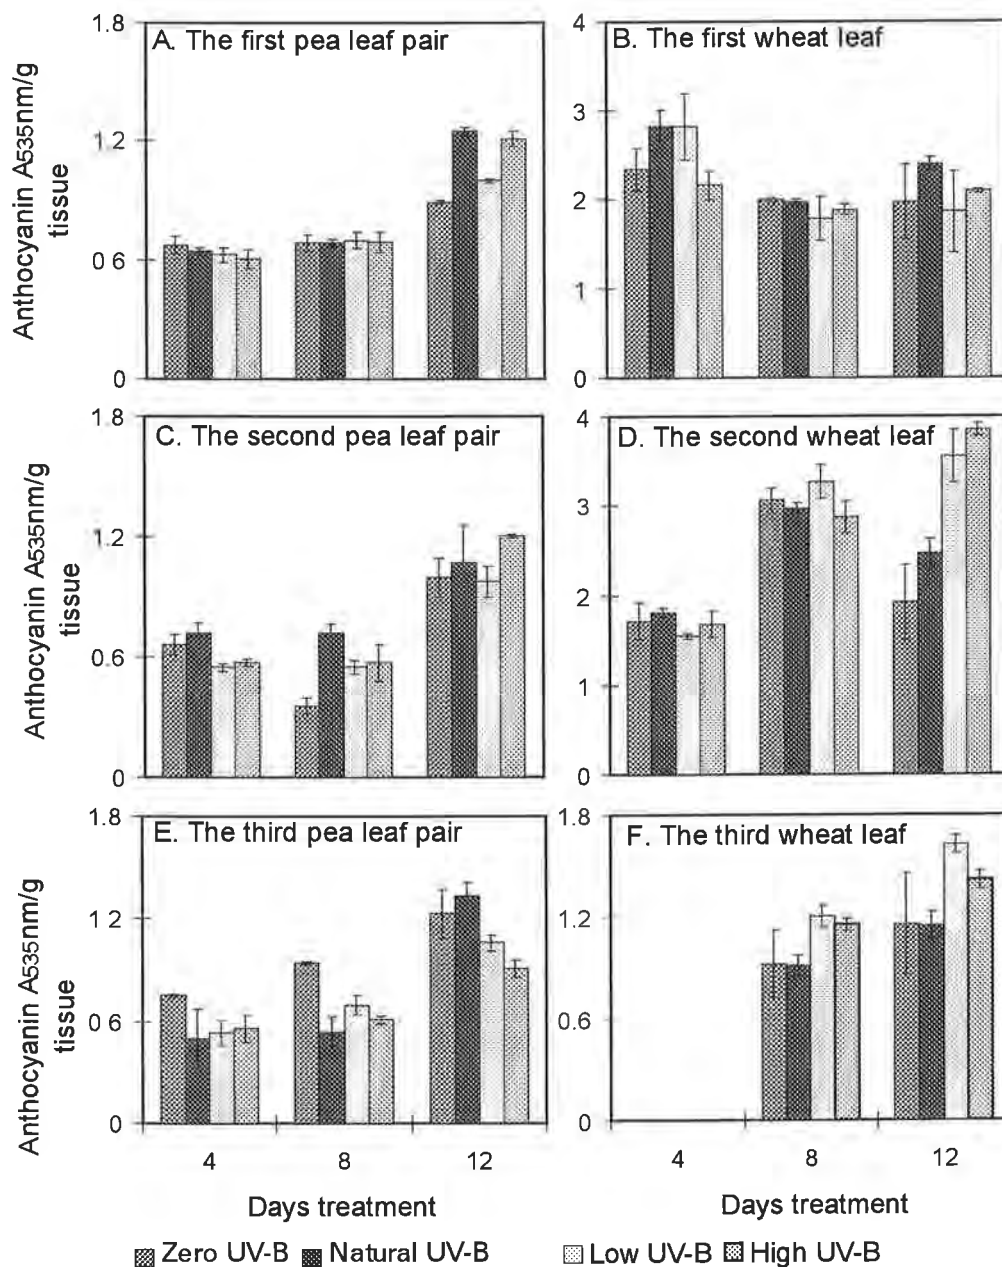 A. The first pea leaf pair
B. The first wheat leaf
Anthocyanin A535nm/g
tissue
1.8
1.2
0 6
0
4
3
2
1
0
C. The second pea leaf pair
D. The second wheat leaf
Anthocyanin A535nm/g
tissue
1.8
1.2
0.6
0
4
3
2
1
0
E. The third pea leaf pair
F. The third wheat leaf
Anthocyanin A535nm/g
tissue
1.8
1.2
0 6
0
1.8
1.2
0.6
0
4 8 12
4 8 12
Days treatment
Days treatment
Zero UV-B Natural UV-B Low UV-B High UV-B